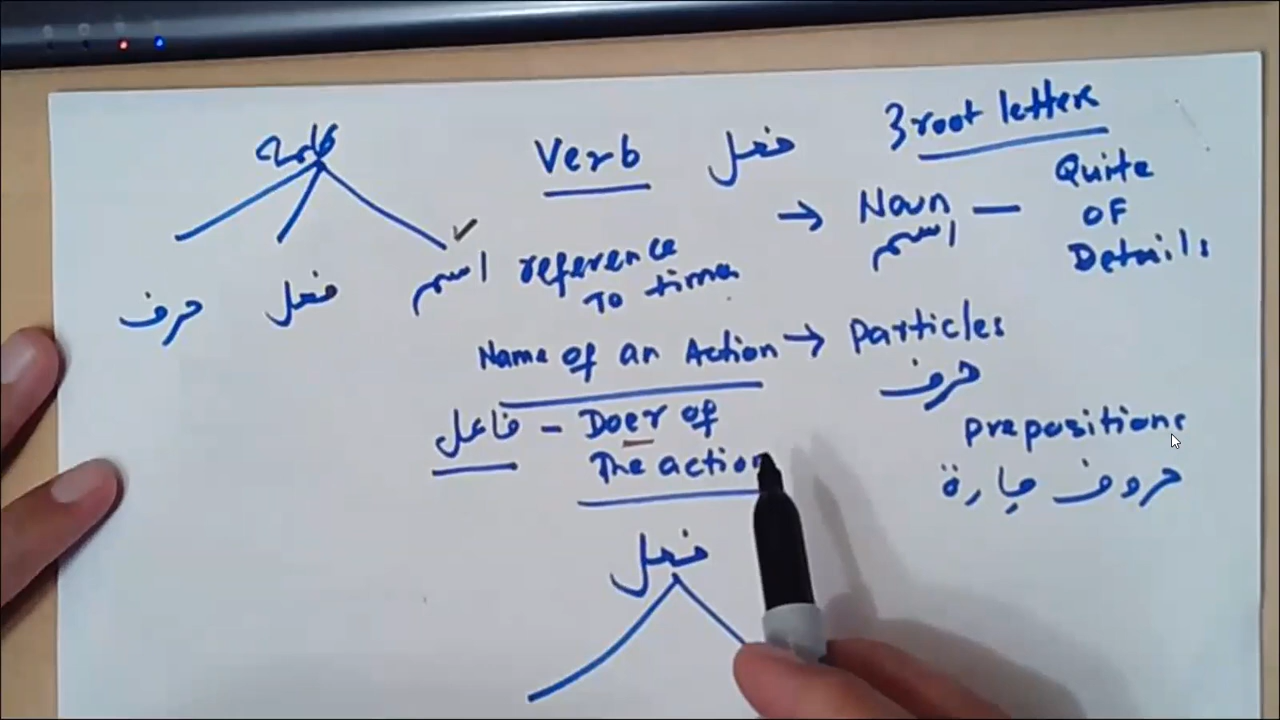 كلمة
اسم فعل حرف
Verb فعل
3 root letters
reference
To time
Name of an Action
فاعل - Doer of
The action
فعل
→ Noun — Quite
اسم OF
Details
→ Particles
حرف
prepositions
حروف جارة